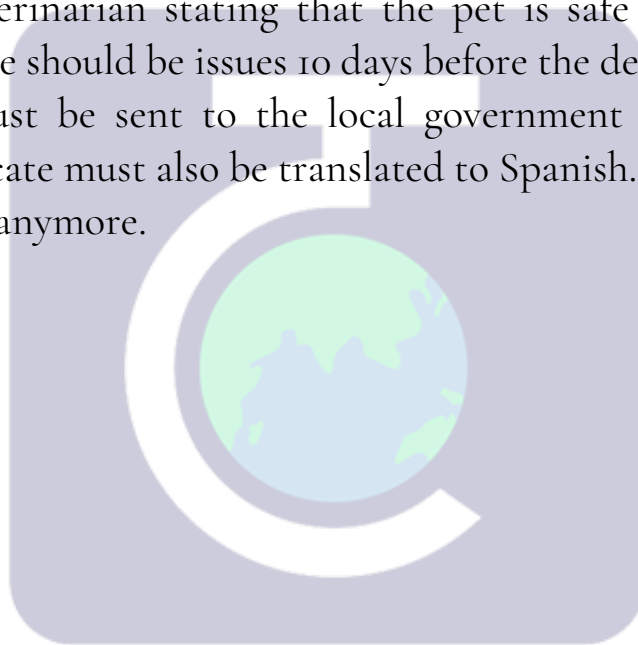 erinarian stating that the pet is safe
e should be issues 10 days before the de
ust be sent to the local government
cate must also be translated to Spanish.
anymore.